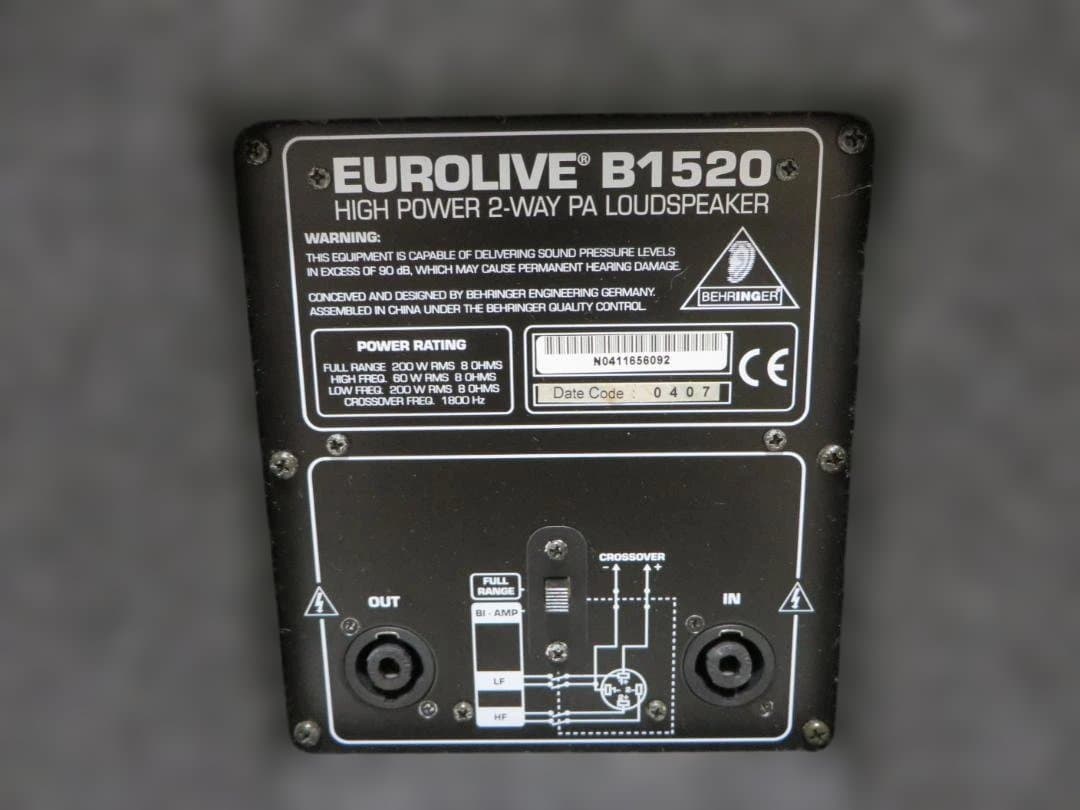 EUROLIVE® B1520
HIGH POWER 2-WAY PA LOUDSPEAKER
WARNING:
THIS EQUIPMENT IS CAPABLE OF DELIVERING SOUND PRESSURE LEVELS
IN EXCESS OF 90 dB, WHICH MAY CAUSE PERMANENT HEARING DAMAGE.
CONCEIVED AND DESIGNED BY BEHRINGER ENGINEERING GERMANY.
ASSEMBLED IN CHINA UNDER THE BEHRINGER QUALITY CONTROL.
BEHRINGER
POWER RATING
FULL RANGE 200 W RMS 8 OHMS
HIGH FREQ. 60 W RMS 8 OHMS
LOW FREQ. 200 W RMS 8 OHMS
CROSSOVER FREQ. 1800 Hz
N0411656092
Date Code : 0407
CE
CROSSOVER
- +
FULL
RANGE
BI - AMP
OUT
IN
LF
HF
1+
1- 2-
2+